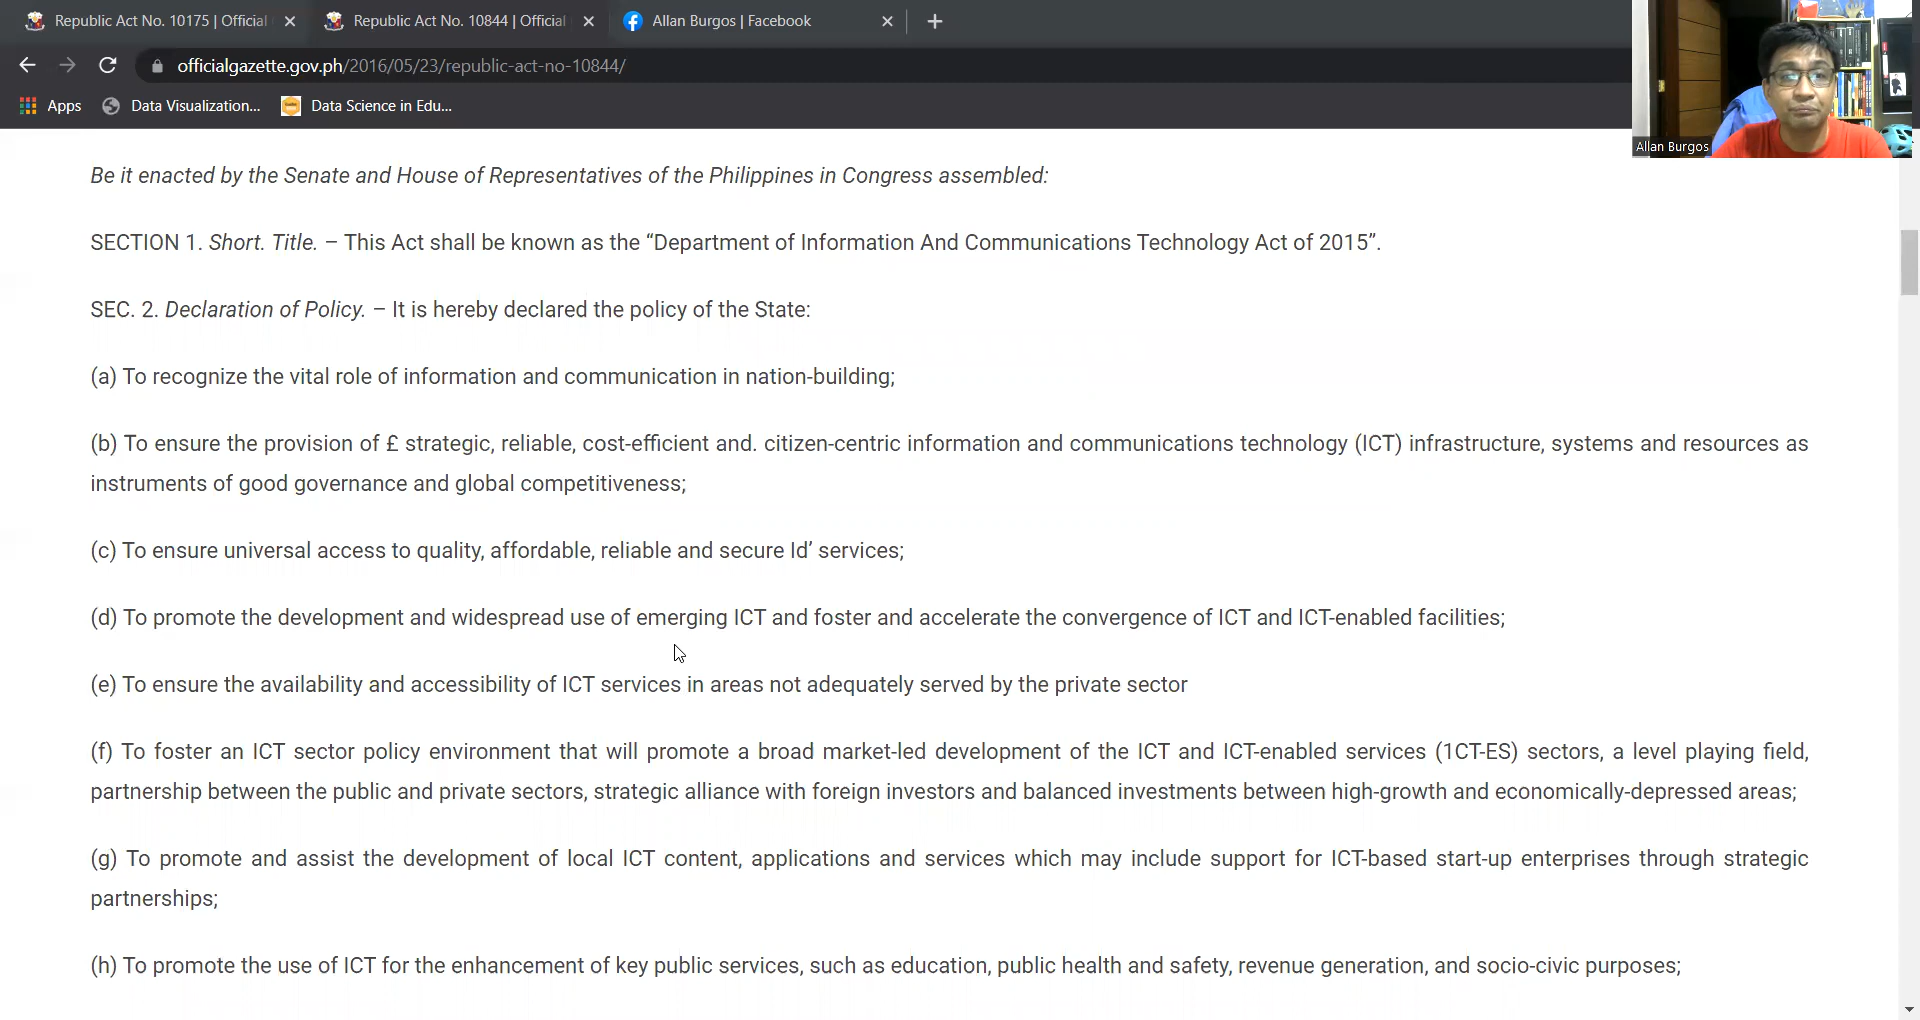 Republic Act No. 10175 | Official
Republic Act No. 10844 | Official
Allan Burgos | Facebook
officialgazette.gov.ph/2016/05/23/republic-act-no-10844/
Apps
Data Visualization...
Data Science in Edu...
Allan Burgos
Be it enacted by the Senate and House of Representatives of the Philippines in Congress assembled:
SECTION 1. Short. Title. – This Act shall be known as the “Department of Information And Communications Technology Act of 2015”.
SEC. 2. Declaration of Policy. – It is hereby declared the policy of the State:
(a) To recognize the vital role of information and communication in nation-building;
(b) To ensure the provision of £ strategic, reliable, cost-efficient and. citizen-centric information and communications technology (ICT) infrastructure, systems and resources as
instruments of good governance and global competitiveness;
(c) To ensure universal access to quality, affordable, reliable and secure Id’ services;
(d) To promote the development and widespread use of emerging ICT and foster and accelerate the convergence of ICT and ICT-enabled facilities;
(e) To ensure the availability and accessibility of ICT services in areas not adequately served by the private sector
(f) To foster an ICT sector policy environment that will promote a broad market-led development of the ICT and ICT-enabled services (1CT-ES) sectors, a level playing field,
partnership between the public and private sectors, strategic alliance with foreign investors and balanced investments between high-growth and economically-depressed areas;
(g) To promote and assist the development of local ICT content, applications and services which may include support for ICT-based start-up enterprises through strategic
partnerships;
(h) To promote the use of ICT for the enhancement of key public services, such as education, public health and safety, revenue generation, and socio-civic purposes;